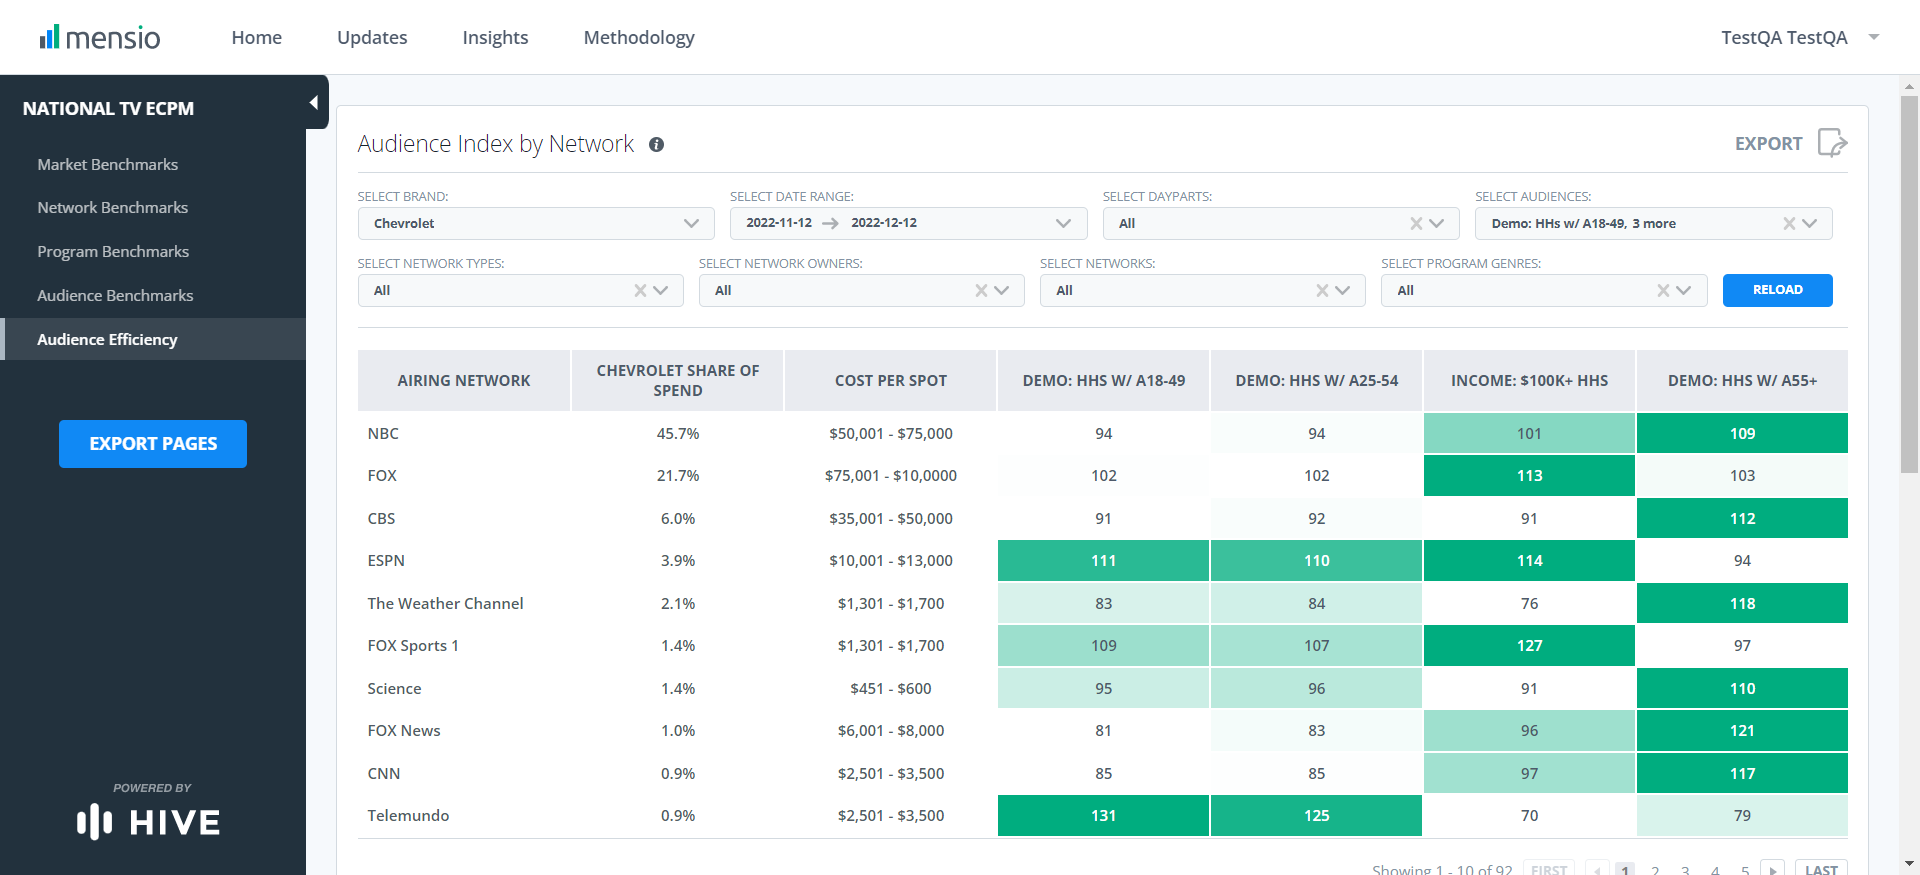 mensio
Home
Updates
Insights
Methodology
TestQA TestQA
NATIONAL TV ECPM
Market Benchmarks
Network Benchmarks
Program Benchmarks
Audience Benchmarks
Audience Efficiency
EXPORT PAGES
POWERED BY
HIVE
Audience Index by Network
EXPORT
SELECT BRAND: SELECT DATE RANGE: SELECT DAYPARTS: SELECT AUDIENCES:
Chevrolet 2022-11-12 2022-12-12 All Demo: HHs w/ A18-49, 3 more
SELECT NETWORK TYPES: SELECT NETWORK OWNERS: SELECT NETWORKS: SELECT PROGRAM GENRES:
All All All All RELOAD
AIRING NETWORK CHEVROLET SHARE OF SPEND COST PER SPOT DEMO: HHS W/ A18-49 DEMO: HHS W/ A25-54 INCOME: $100K+ HHS DEMO: HHS W/ A55+
NBC 45.7% $50,001 - $75,000 94 94 101 109
FOX 21.7% $75,001 - $10,0000 102 102 113 103
CBS 6.0% $35,001 - $50,000 91 92 91 112
ESPN 3.9% $10,001 - $13,000 111 110 114 94
The Weather Channel 2.1% $1,301 - $1,700 83 84 76 118
FOX Sports 1 1.4% $1,301 - $1,700 109 107 127 97
Science 1.4% $451 - $600 95 96 91 110
FOX News 1.0% $6,001 - $8,000 81 83 96 121
CNN 0.9% $2,501 - $3,500 85 85 97 117
Telemundo 0.9% $2,501 - $3,500 131 125 70 79
Showing 1 - 10 of 92 FIRST 1 2 3 4 5 LAST